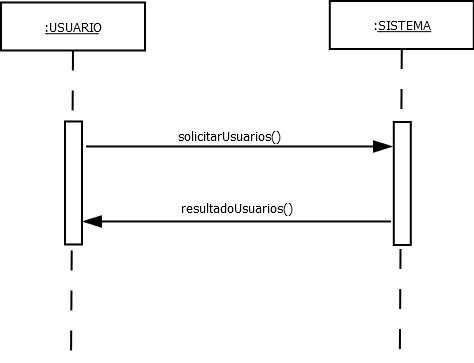 :USUARIO
:SISTEMA
solicitarUsuarios()
resultadoUsuarios()